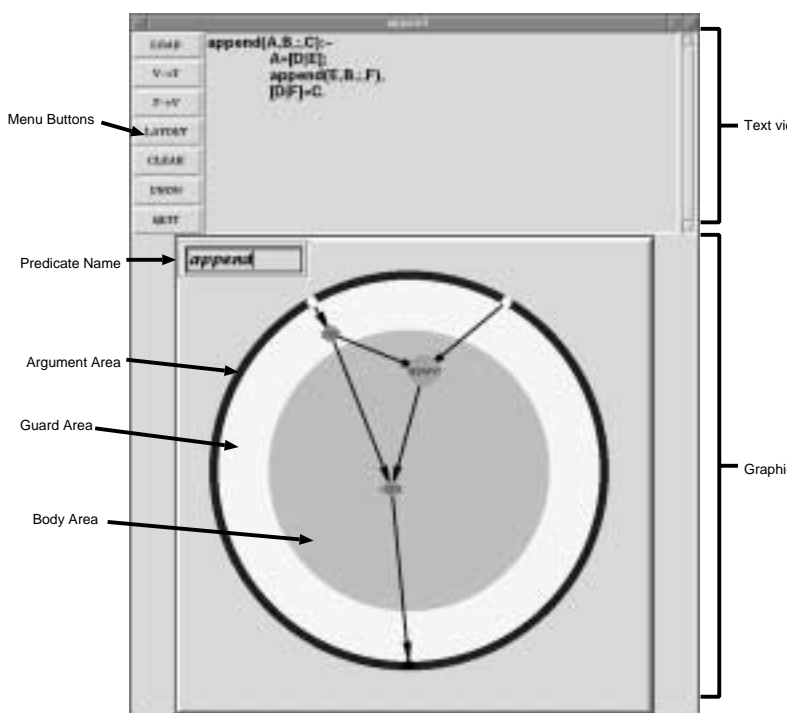 LOAD
V→T
T→V
LAYOUT
CLEAR
UNDO
QUIT
append(A,B,:,C):-
A=[D|E];
append(E,B,:,F),
[D|F]=C.
Menu Buttons
Text vi
Predicate Name
append
Argument Area
Guard Area
Graphi
Body Area